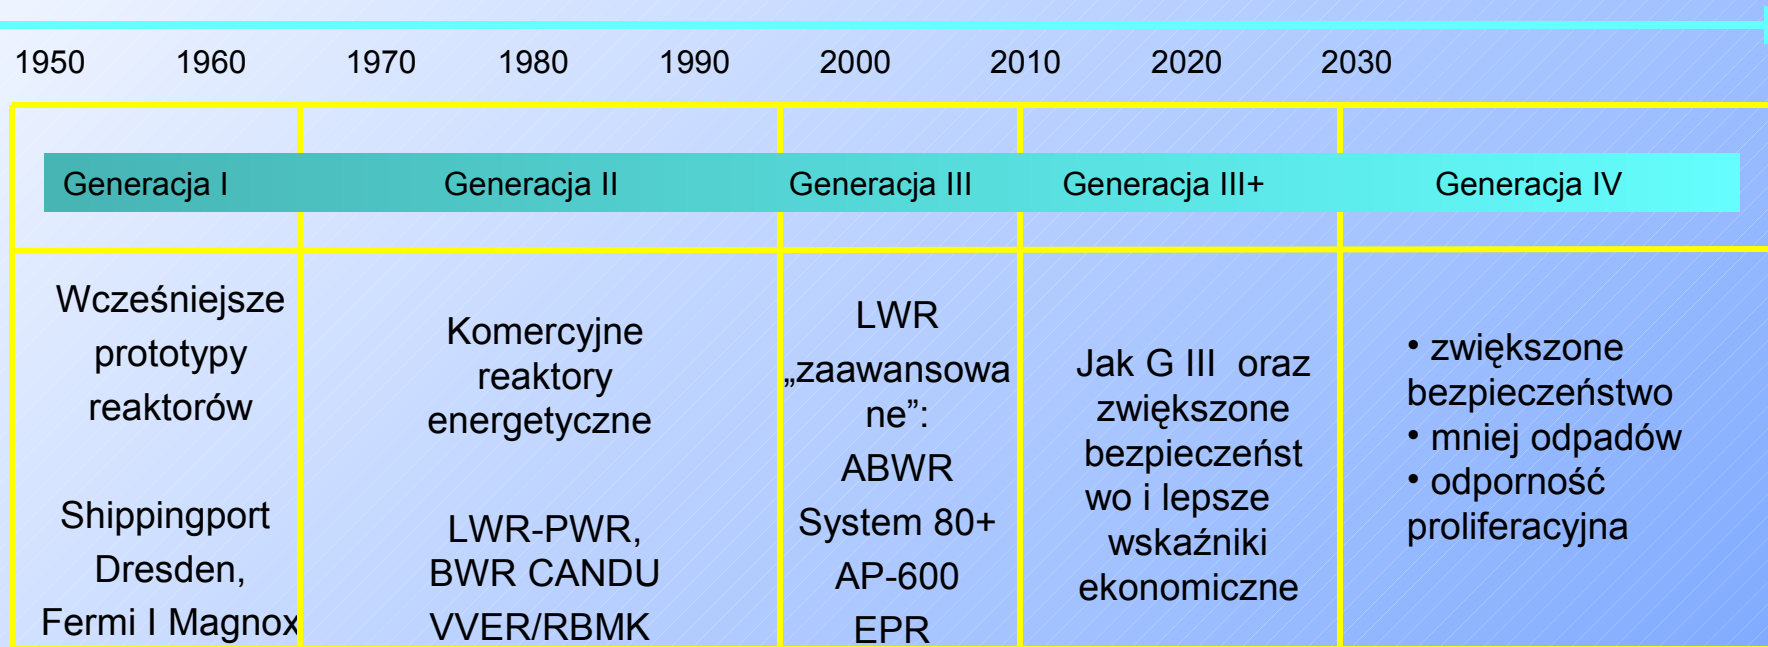 1950 1960 1970 1980 1990 2000 2010 2020 2030
Generacja I Generacja II Generacja III Generacja III+ Generacja IV
Wcześniejsze
prototypy
reaktorów
Shippingport
Dresden,
Fermi I Magnox
Komercyjne
reaktory
energetyczne
LWR-PWR,
BWR CANDU
VVER/RBMK
LWR
„zaawansowa
ne”:
ABWR
System 80+
AP-600
EPR
Jak G III oraz
zwiększone
bezpieczeńst
wo i lepsze
wskaźniki
ekonomiczne
• zwiększone
bezpieczeństwo
• mniej odpadów
• odporność
proliferacyjna